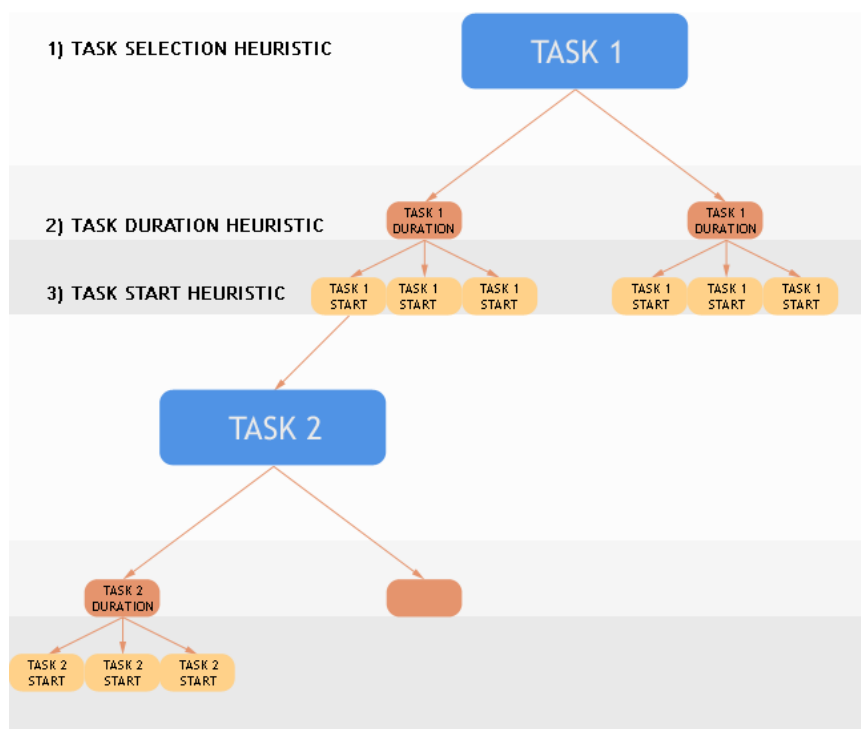 1) TASK SELECTION HEURISTIC
TASK 1
2) TASK DURATION HEURISTIC
TASK 1
DURATION
TASK 1
DURATION
3) TASK START HEURISTIC
TASK 1
START
TASK 1
START
TASK 1
START
TASK 1
START
TASK 1
START
TASK 1
START
TASK 2
TASK 2
DURATION
TASK 2
START
TASK 2
START
TASK 2
START